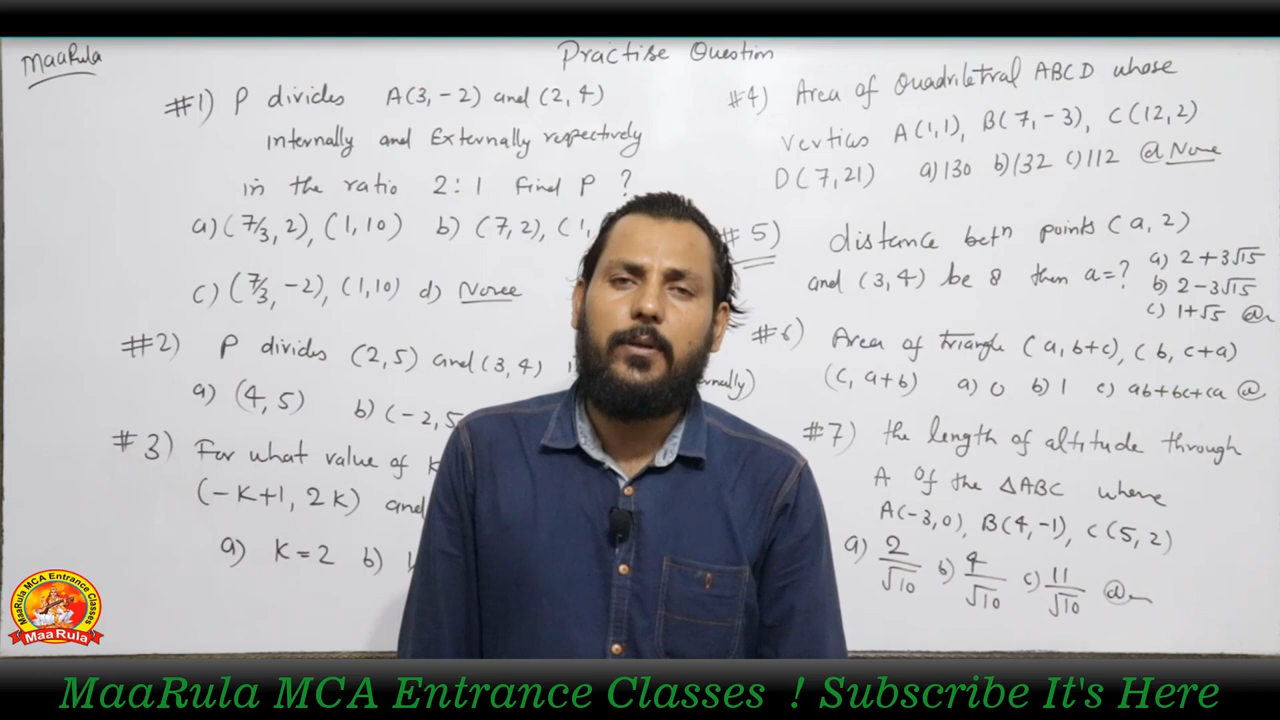 MaaRula
Practise Question
#1) P divides A(3,-2) and (2,4)
internally and Externally respectively
in the ratio 2:1 Find P ?
a) (7/3, 2), (1,10) b) (7,2), (1,
c) (7/3, -2), (1,10) d) None
#2) P divides (2,5) and (3,4)
a) (4,5) b) (-2,5
#3) For what value of K
(-K+1, 2K) and
a) K=2 b)
#4) Area of Quadriletral ABCD whose
vertics A(1,1), B(7,-3), C(12,2)
D(7,21) a) 130 b) 132 c) 112 d) None
#5) distance betn points (a,2)
and (3,4) be 8 then a=?
a) 2+3√15
b) 2-3√15
c) 1+√5 d
#6) Area of triangle (a,b+c), (b,c+a)
(c,a+b) a) 0 b) 1 c) ab+bc+ca d
#7) the length of altitude through
A of the △ABC where
A(-3,0), B(4,-1), C(5,2)
a) 2/√10 b) 4/√10 c) 11/√10 d
MaaRula MCA Entrance Classes
MaaRula
MaaRula MCA Entrance Classes ! Subscribe It's Here